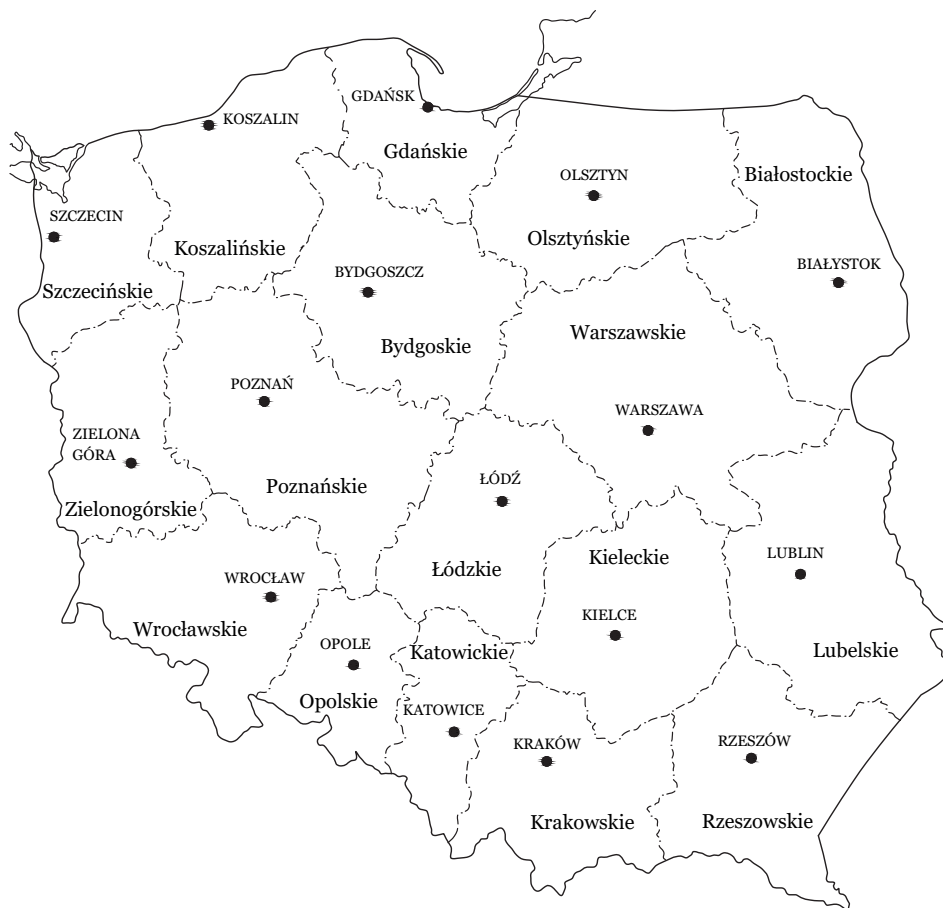 GDAŃSK
KOSZALIN
Gdańskie
OLSZTYN
Białostockie
SZCZECIN
Koszalińskie
Olsztyńskie
BYDGOSZCZ
BIAŁYSTOK
Szczecińskie
Warszawskie
Bydgoskie
POZNAŃ
WARSZAWA
ZIELONA
GÓRA
ŁÓDŹ
Poznańskie
Zielonogórskie
LUBLIN
Kieleckie
Łódzkie
WROCŁAW
KIELCE
Wrocławskie
OPOLE
Katowickie
Lubelskie
Opolskie
KATOWICE
KRAKÓW
RZESZÓW
Krakowskie
Rzeszowskie